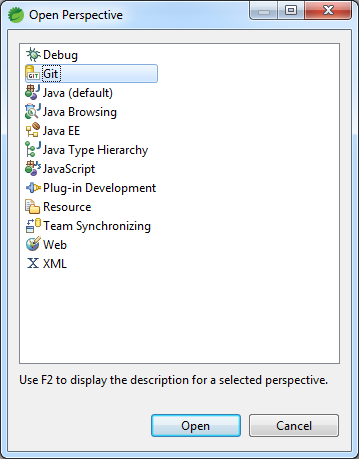 Open Perspective
Debug
GIT Git
Java (default)
Java Browsing
Java EE
Java Type Hierarchy
JavaScript
Plug-in Development
Resource
Team Synchronizing
Web
XML
Use F2 to display the description for a selected perspective.
Open Cancel